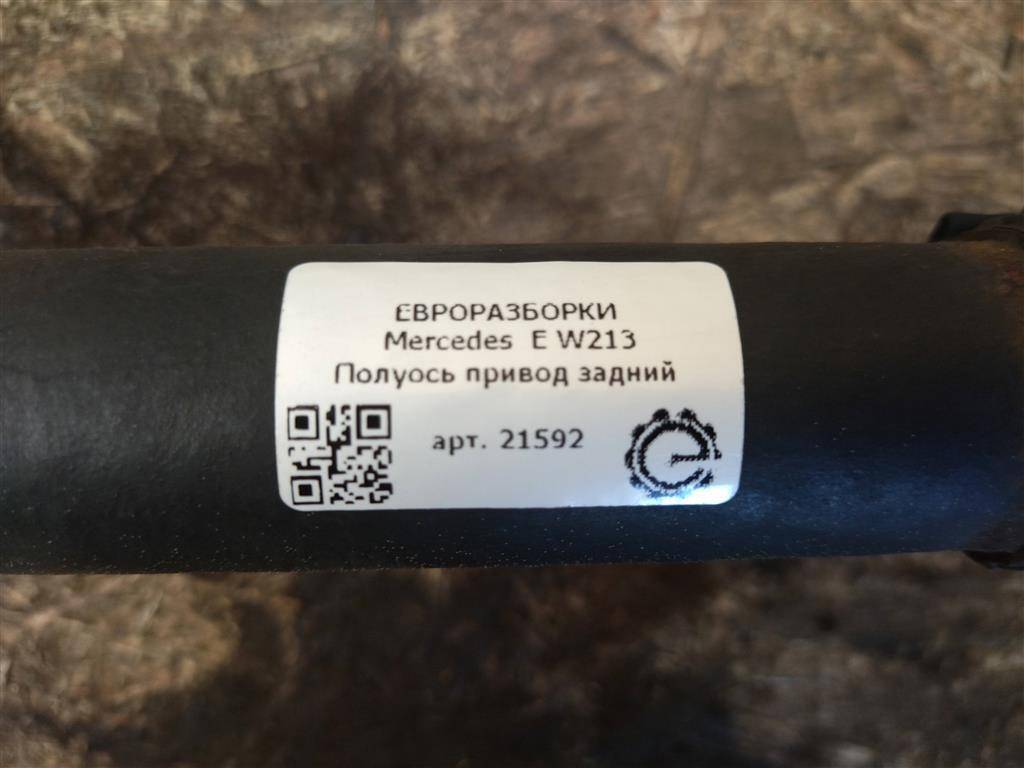 ЕВРОРАЗБОРКИ
Mercedes E W213
Полуось привод задний
арт. 21592